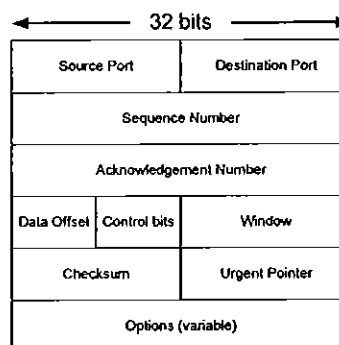 32 bits
Source Port Destination Port
Sequence Number
Acknowledgement Number
Data Offset Control bits Window
Checksum Urgent Pointer
Options (variable)